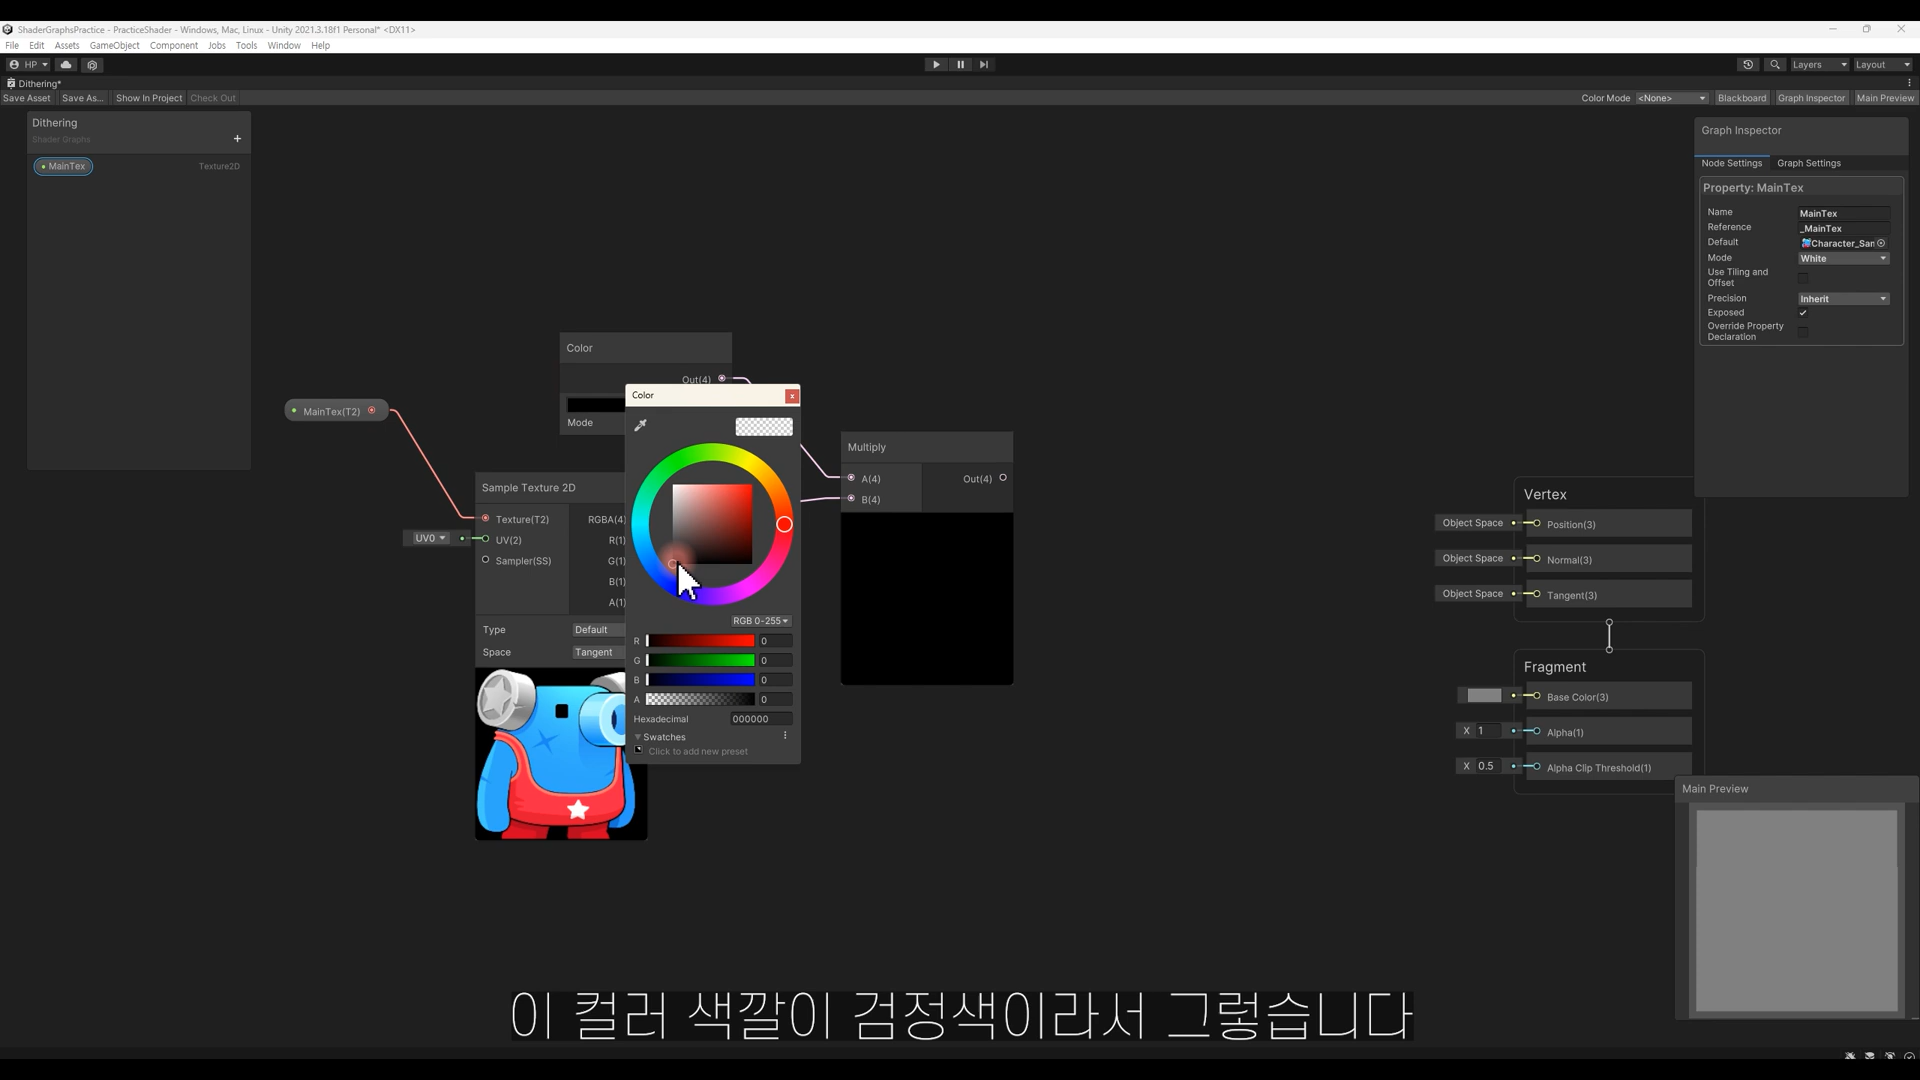 ShaderGraphsPractice - PracticeShader - Windows, Mac, Linux - Unity 2021.3.18f1 Personal* <DX11>
File Edit Assets GameObject Component Jobs Tools Window Help
HP Layers Layout
Dithering*
Save Asset Save As... Show In Project Check Out Color Mode <None> Blackboard Graph Inspector Main Preview
Dithering
Shader Graphs
+
MainTex Texture2D
Graph Inspector
Node Settings Graph Settings
Property: MainTex
Name MainTex
Reference _MainTex
Default Character_San
Mode White
Use Tiling and
Offset
Precision Inherit
Exposed
Override Property
Declaration
Color
Out(4)
Mode
MainTex(T2)
Sample Texture 2D
Texture(T2) RGBA(4)
UV0 UV(2) R(1)
Sampler(SS) G(1)
B(1)
A(1)
Type Default
Space Tangent
Color
x
RGB 0-255
R 0
G 0
B 0
A 0
Hexadecimal 000000
Swatches
Click to add new preset
Multiply
A(4) Out(4)
B(4)
Vertex
Object Space Position(3)
Object Space Normal(3)
Object Space Tangent(3)
Fragment
Base Color(3)
X 1 Alpha(1)
X 0.5 Alpha Clip Threshold(1)
Main Preview
이 컬러 색깔이 검정색이라서 그렇습니다